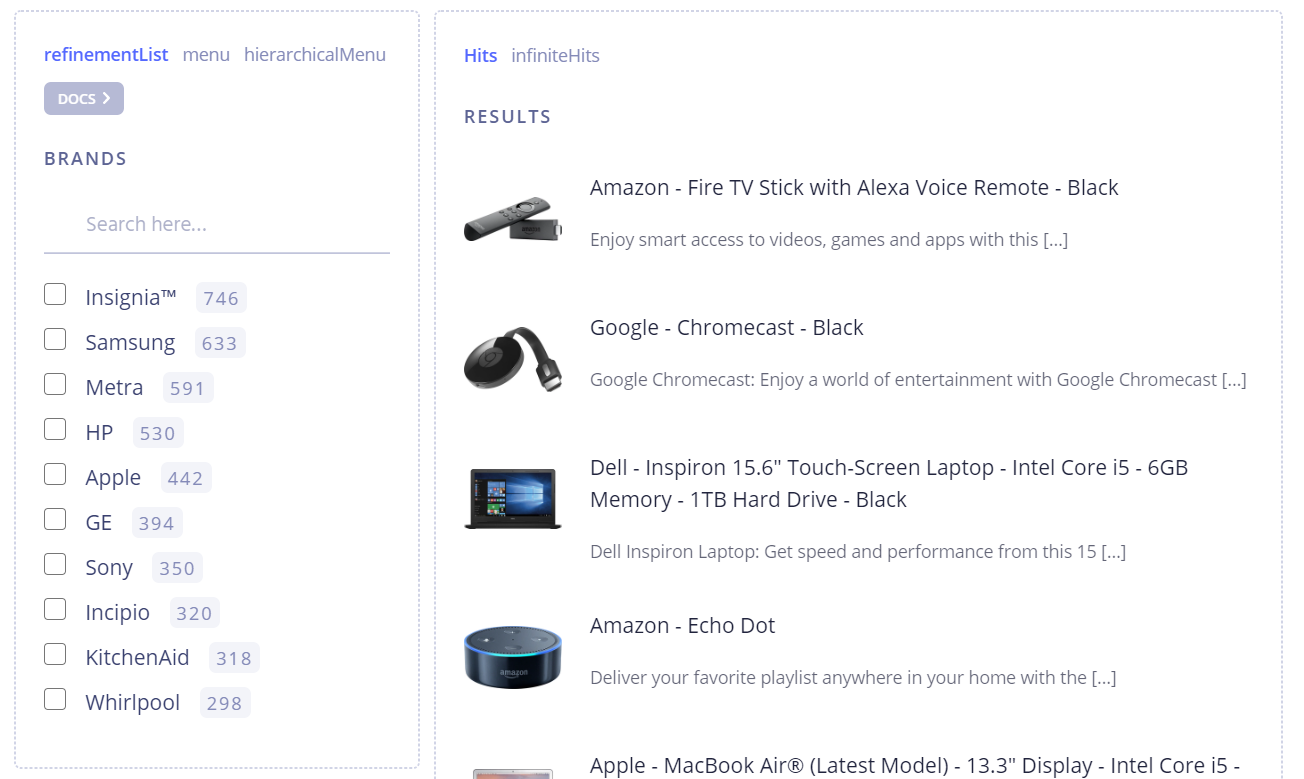 refinementList menu hierarchicalMenu
DOCS
BRANDS
Search here...
Insignia™ 746
Samsung 633
Metra 591
HP 530
Apple 442
GE 394
Sony 350
Incipio 320
KitchenAid 318
Whirlpool 298
Hits infiniteHits
RESULTS
Amazon - Fire TV Stick with Alexa Voice Remote - Black
Enjoy smart access to videos, games and apps with this [...]
Google - Chromecast - Black
Google Chromecast: Enjoy a world of entertainment with Google Chromecast [...]
Dell - Inspiron 15.6" Touch-Screen Laptop - Intel Core i5 - 6GB
Memory - 1TB Hard Drive - Black
Dell Inspiron Laptop: Get speed and performance from this 15 [...]
Amazon - Echo Dot
amazon
Deliver your favorite playlist anywhere in your home with the [...]
Apple - MacBook Air® (Latest Model) - 13.3" Display - Intel Core i5 -